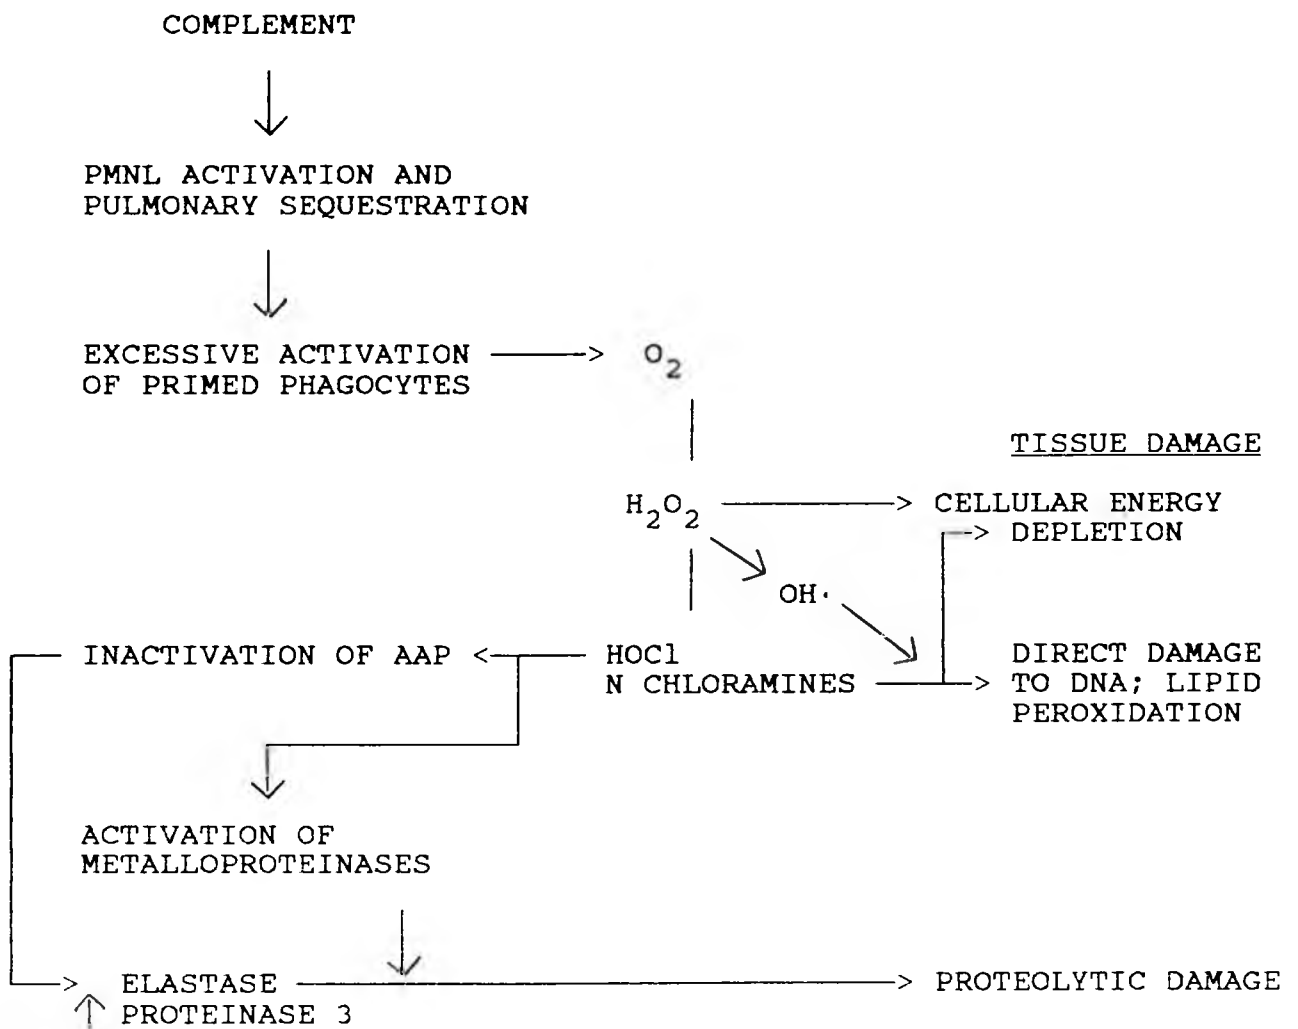 COMPLEMENT
PMNL ACTIVATION AND
PULMONARY SEQUESTRATION
EXCESSIVE ACTIVATION
OF PRIMED PHAGOCYTES
O₂
TISSUE DAMAGE
H₂O₂
CELLULAR ENERGY
DEPLETION
OH·
INACTIVATION OF AAP
HOCl
N CHLORAMINES
DIRECT DAMAGE
TO DNA; LIPID
PEROXIDATION
ACTIVATION OF
METALLOPROTEINASES
ELASTASE
PROTEINASE 3
PROTEOLYTIC DAMAGE